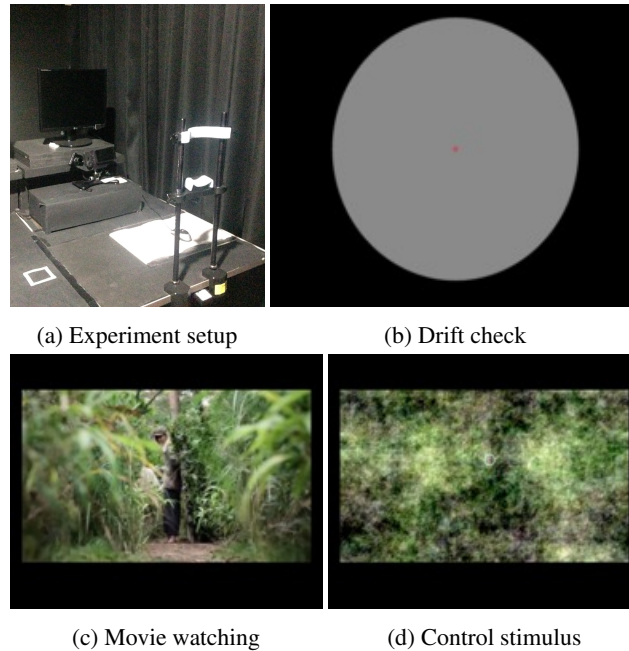 (a) Experiment setup
(b) Drift check
(c) Movie watching
(d) Control stimulus